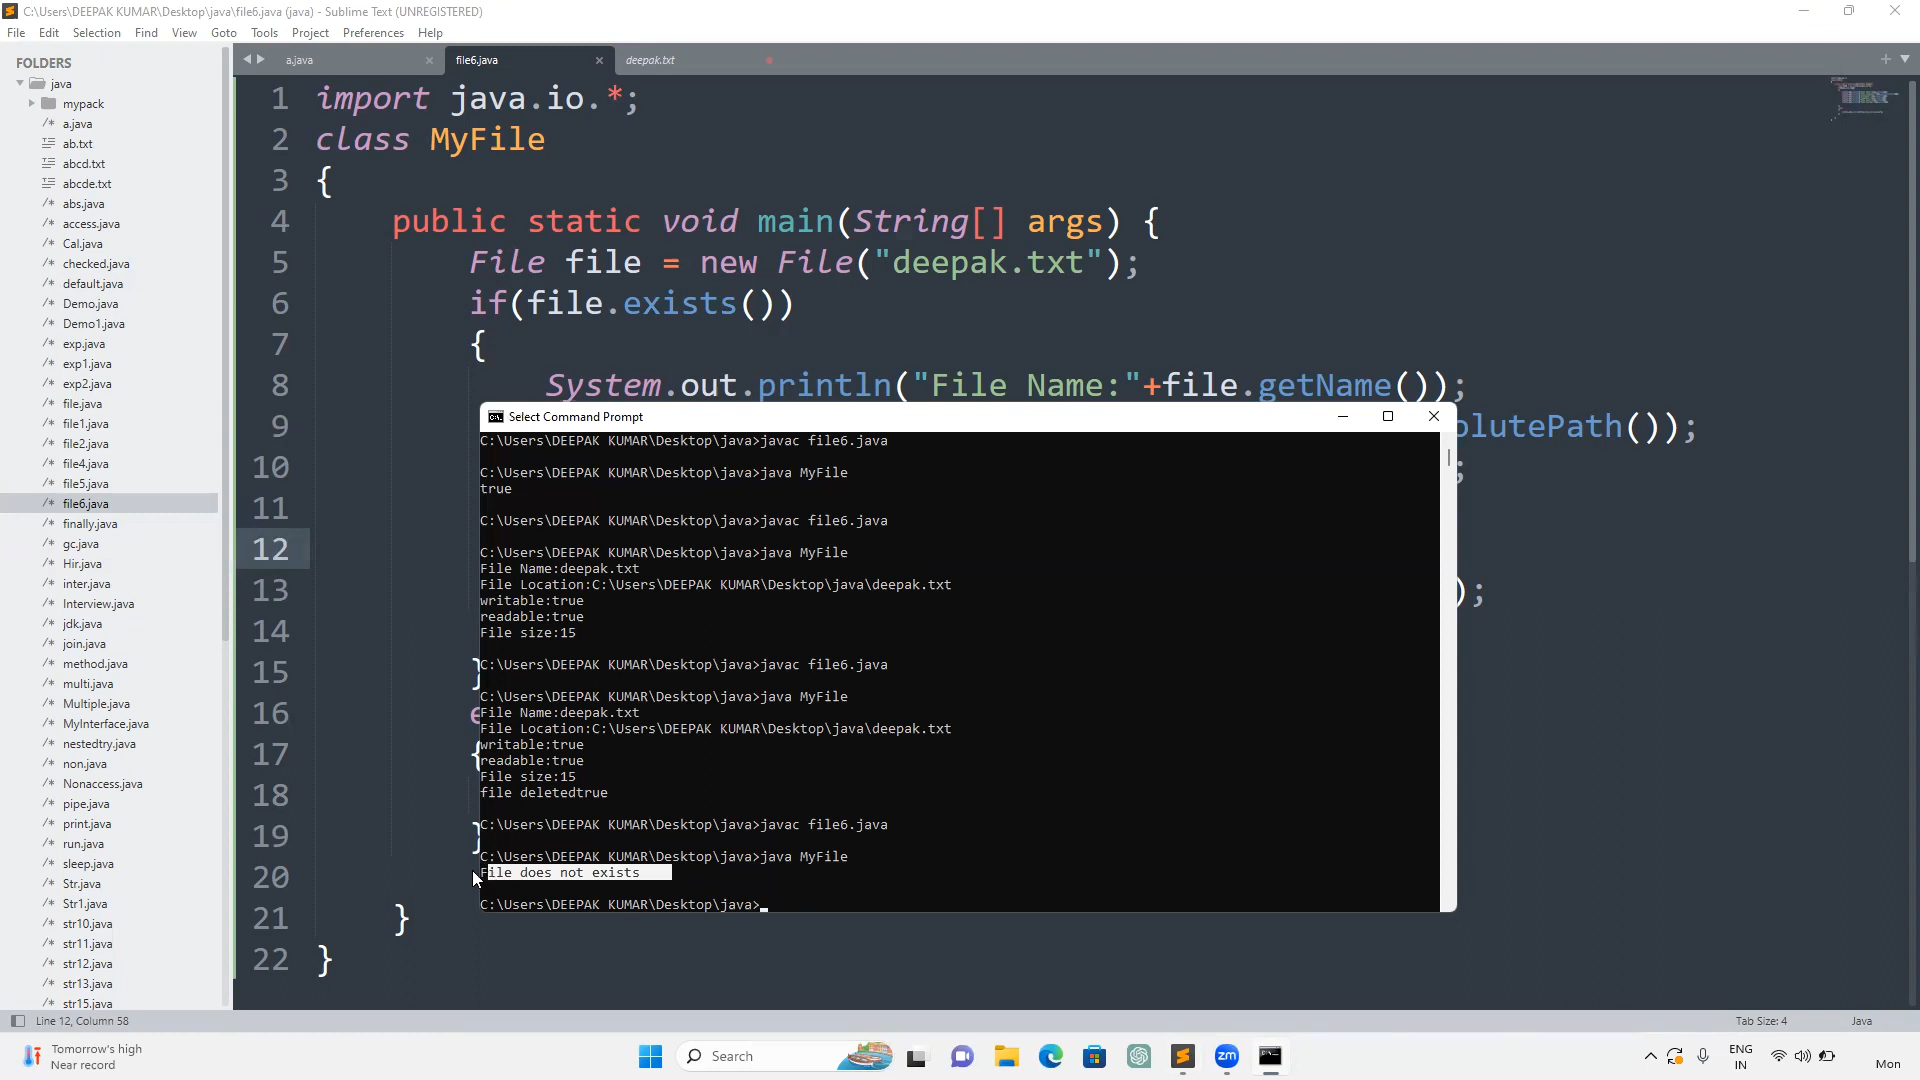 C:\Users\DEEPAK KUMAR\Desktop\java\file6.java (java) - Sublime Text (UNREGISTERED)
File Edit Selection Find View Goto Tools Project Preferences Help
FOLDERS
java
mypack
a.java
ab.txt
abcd.txt
abcde.txt
abs.java
access.java
Cal.java
checked.java
default.java
Demo.java
Demo1.java
exp.java
exp1.java
exp2.java
file.java
file1.java
file2.java
file4.java
file5.java
file6.java
finally.java
gc.java
Hir.java
inter.java
Interview.java
jdk.java
join.java
method.java
multi.java
Multiple.java
MyInterface.java
nestedtry.java
non.java
Nonaccess.java
pipe.java
print.java
run.java
sleep.java
Str.java
Str1.java
str10.java
str11.java
str12.java
str13.java
str15.java
a.java file6.java deepak.txt
1 import java.io.*;
2 class MyFile
3 {
4 public static void main(String[] args) {
5 File file = new File("deepak.txt");
6 if(file.exists())
7 {
8 System.out.println("File Name:"+file.getName());
9 olutePath());
10 ;
11
12
13 );
14
15 }
16 e
17 {
18
19 }
20
21 }
22 }
Select Command Prompt
C:\Users\DEEPAK KUMAR\Desktop\java>javac file6.java
C:\Users\DEEPAK KUMAR\Desktop\java>java MyFile
true
C:\Users\DEEPAK KUMAR\Desktop\java>javac file6.java
C:\Users\DEEPAK KUMAR\Desktop\java>java MyFile
File Name:deepak.txt
File Location:C:\Users\DEEPAK KUMAR\Desktop\java\deepak.txt
writable:true
readable:true
File size:15
C:\Users\DEEPAK KUMAR\Desktop\java>javac file6.java
C:\Users\DEEPAK KUMAR\Desktop\java>java MyFile
File Name:deepak.txt
File Location:C:\Users\DEEPAK KUMAR\Desktop\java\deepak.txt
writable:true
readable:true
File size:15
file deletedtrue
C:\Users\DEEPAK KUMAR\Desktop\java>javac file6.java
C:\Users\DEEPAK KUMAR\Desktop\java>java MyFile
File does not exists
C:\Users\DEEPAK KUMAR\Desktop\java>
Line 12, Column 58 Tab Size: 4 Java
Tomorrow's high
Near record
Search
zm
ENG
IN
Mon